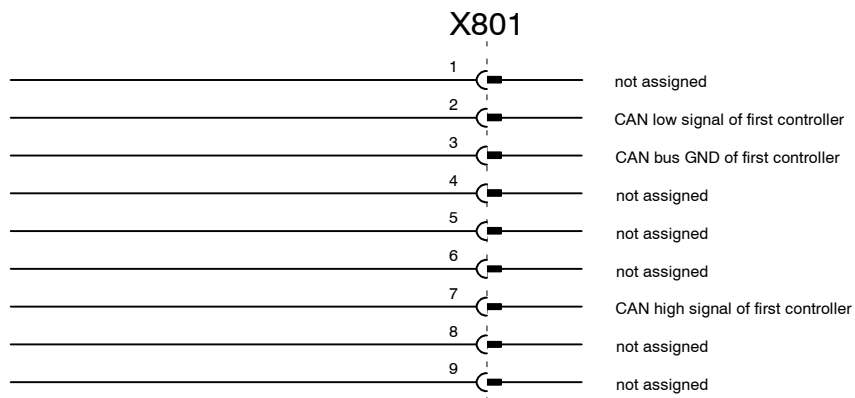 X801
1 not assigned
2 CAN low signal of first controller
3 CAN bus GND of first controller
4 not assigned
5 not assigned
6 not assigned
7 CAN high signal of first controller
8 not assigned
9 not assigned